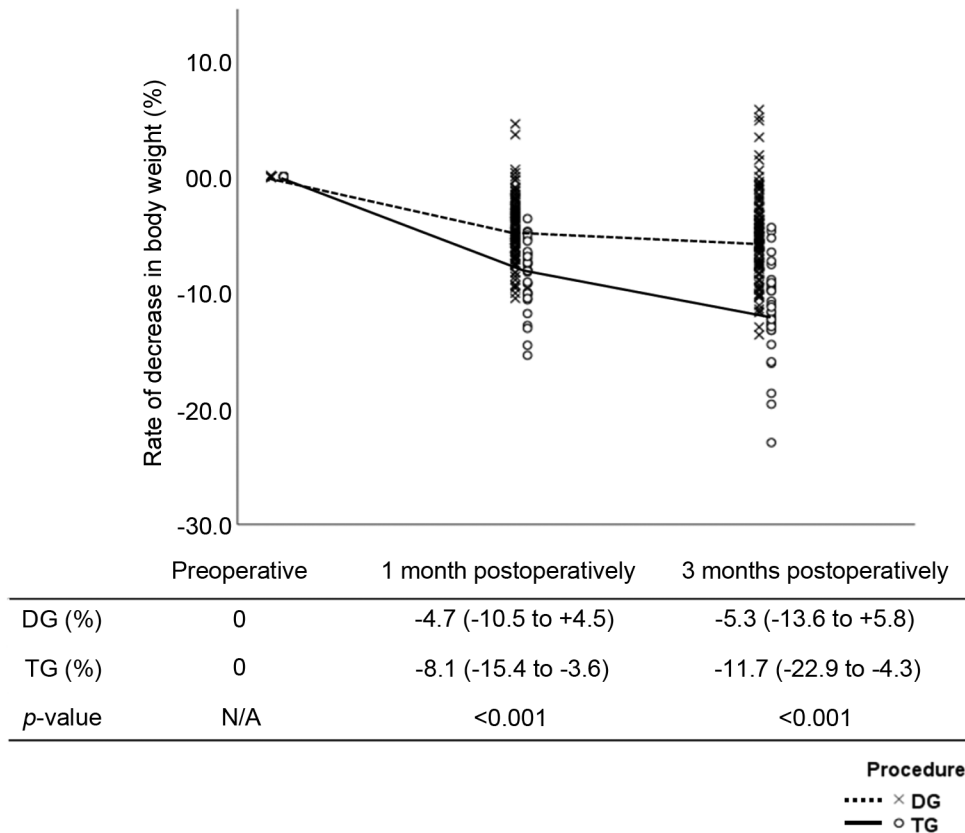 Rate of decrease in body weight (%)
10.0
00.0
-10.0
-20.0
-30.0
Preoperative 1 month postoperatively 3 months postoperatively
DG (%) 0 -4.7 (-10.5 to +4.5) -5.3 (-13.6 to +5.8)
TG (%) 0 -8.1 (-15.4 to -3.6) -11.7 (-22.9 to -4.3)
p-value N/A <0.001 <0.001
Procedure
DG
TG